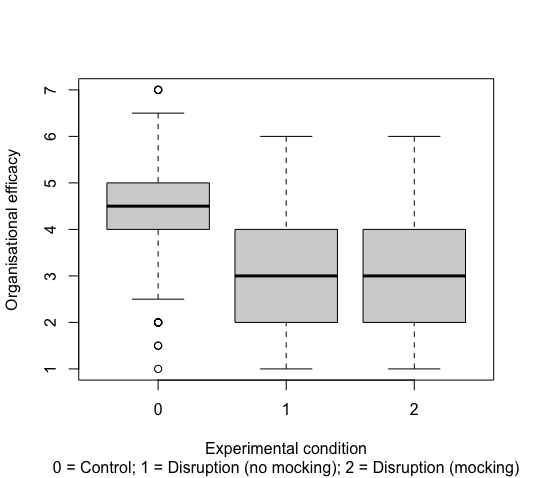 Organisational efficacy
7
6
5
4
3
2
1
0 1 2
Experimental condition
0 = Control; 1 = Disruption (no mocking); 2 = Disruption (mocking)